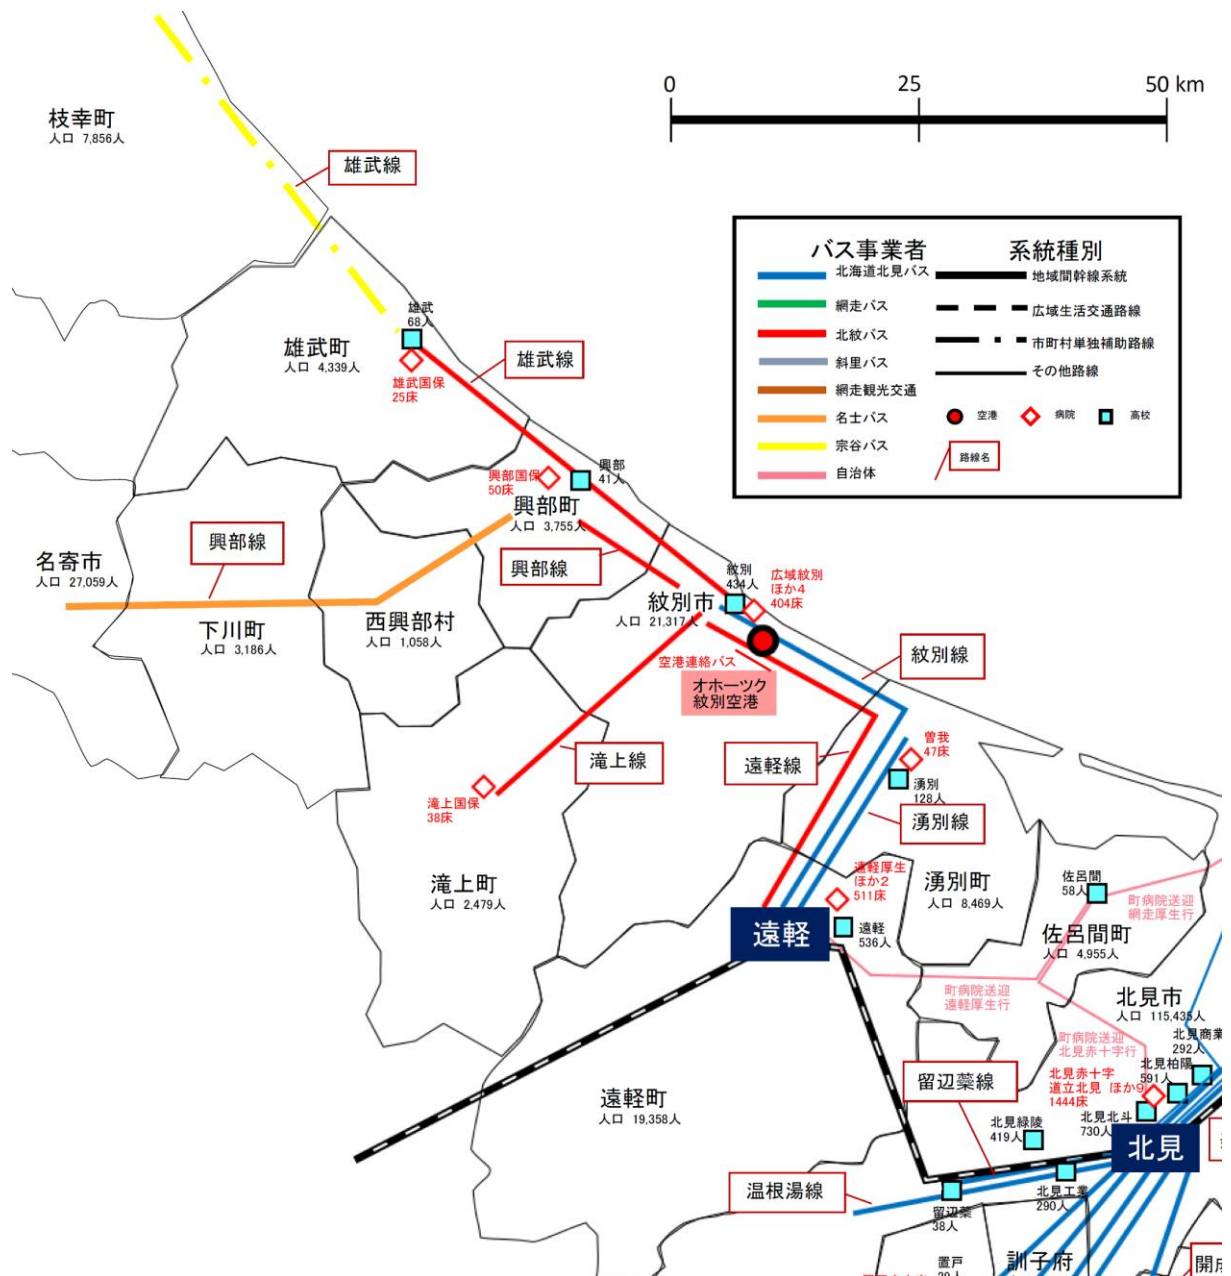 0
25
50 km
枝幸町
人口 7,856人
雄武線
バス事業者
系統種別
北海道北見バス
地域間幹線系統
網走バス
広域生活交通路線
北紋バス
市町村単独補助路線
斜里バス
その他路線
網走観光交通
名士バス
空港
病院
高校
宗谷バス
路線名
自治体
雄武
68人
雄武町
人口 4,339人
雄武国保
25床
雄武線
興部国保
50床
興部
41人
興部町
人口 3,755人
興部線
興部線
名寄市
人口 27,059人
下川町
人口 3,186人
西興部村
人口 1,058人
紋別
434人
広域紋別
ほか4
404床
紋別市
人口 21,317人
空港連絡バス
オホーツク
紋別空港
紋別線
滝上線
遠軽線
曽我
47床
湧別
128人
湧別線
滝上国保
38床
滝上町
人口 2,479人
遠軽厚生
ほか2
511床
遠軽
遠軽
536人
湧別町
人口 8,469人
佐呂間
58人
町病院送迎
網走厚生行
佐呂間町
人口 4,955人
町病院送迎
遠軽厚生行
北見市
人口 115,435人
町病院送迎
北見赤十字行
北見商業
292人
北見柏陽
591人
北見赤十字
道立北見 ほか9
1444床
留辺蘂線
遠軽町
人口 19,358人
北見緑陵
419人
北見北斗
730人
北見
温根湯線
留辺蘂
38人
北見工業
290人
置戸
訓子府